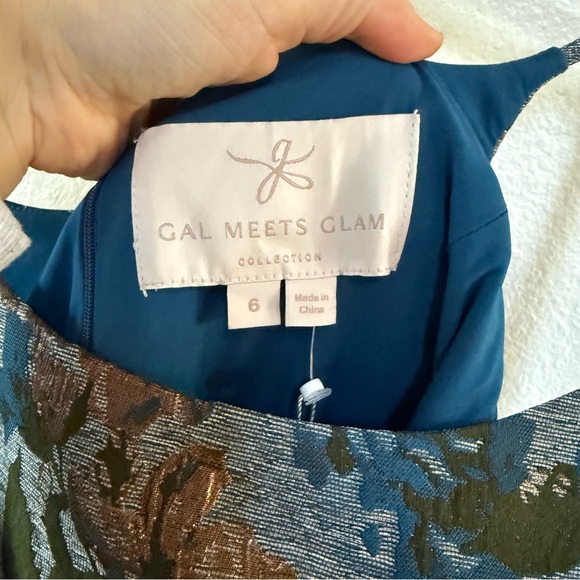 g
GAL MEETS GLAM
COLLECTION
6
Made in
China